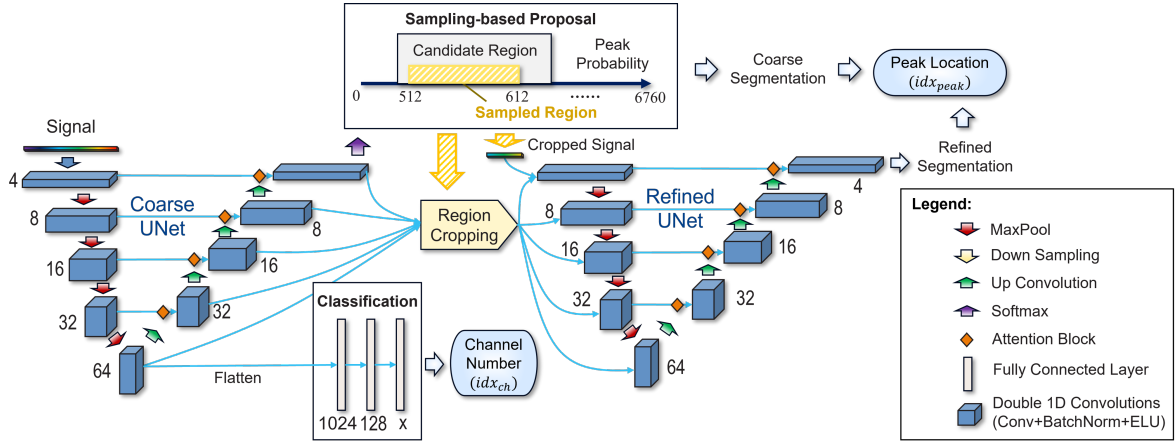 Sampling-based Proposal
Candidate Region
Peak
Probability
0
512
612
......
6760
Sampled Region
Coarse
Segmentation
Peak Location
(idx_peak)
Refined
Segmentation
Signal
4
8
16
32
64
Coarse
UNet
8
16
32
Flatten
Region
Cropping
Classification
1024
128
x
Channel
Number
(idx_ch)
Cropped Signal
8
16
32
64
Refined
UNet
4
8
16
32
Legend:
MaxPool
Down Sampling
Up Convolution
Softmax
Attention Block
Fully Connected Layer
Double 1D Convolutions
(Conv+BatchNorm+ELU)